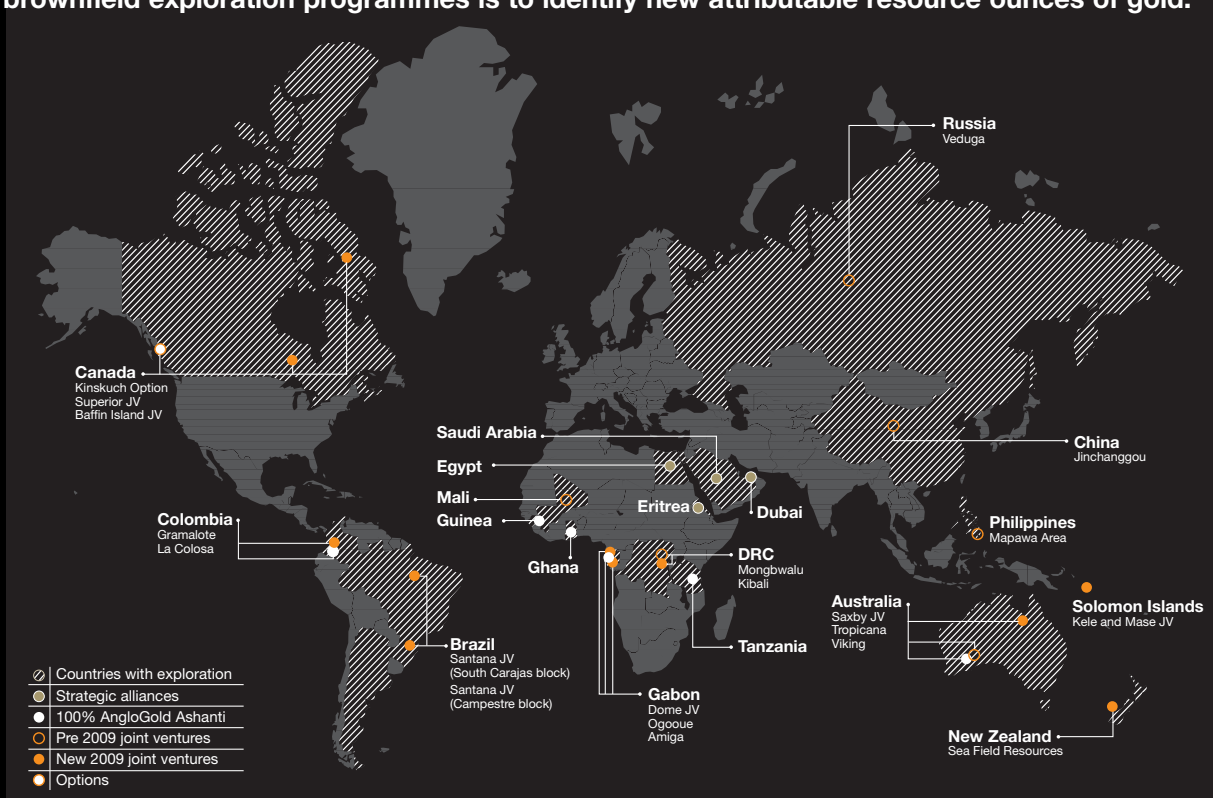 brownfield exploration programmes is to identify new attributable resource ounces of gold.
Russia
Veduga
Canada
Kinskuch Option
Superior JV
Baffin Island JV
Saudi Arabia
Egypt
Mali
Guinea
Eritrea
Dubai
China
Jinchanggou
Colombia
Gramalote
La Colosa
Ghana
DRC
Mongbwalu
Kibali
Philippines
Mapawa Area
Solomon Islands
Kele and Mase JV
Australia
Saxby JV
Tropicana
Viking
Tanzania
Brazil
Santana JV
(South Carajas block)
Santana JV
(Campestre block)
Gabon
Dome JV
Ogooue
Amiga
New Zealand
Sea Field Resources
Countries with exploration
Strategic alliances
100% AngloGold Ashanti
Pre 2009 joint ventures
New 2009 joint ventures
Options